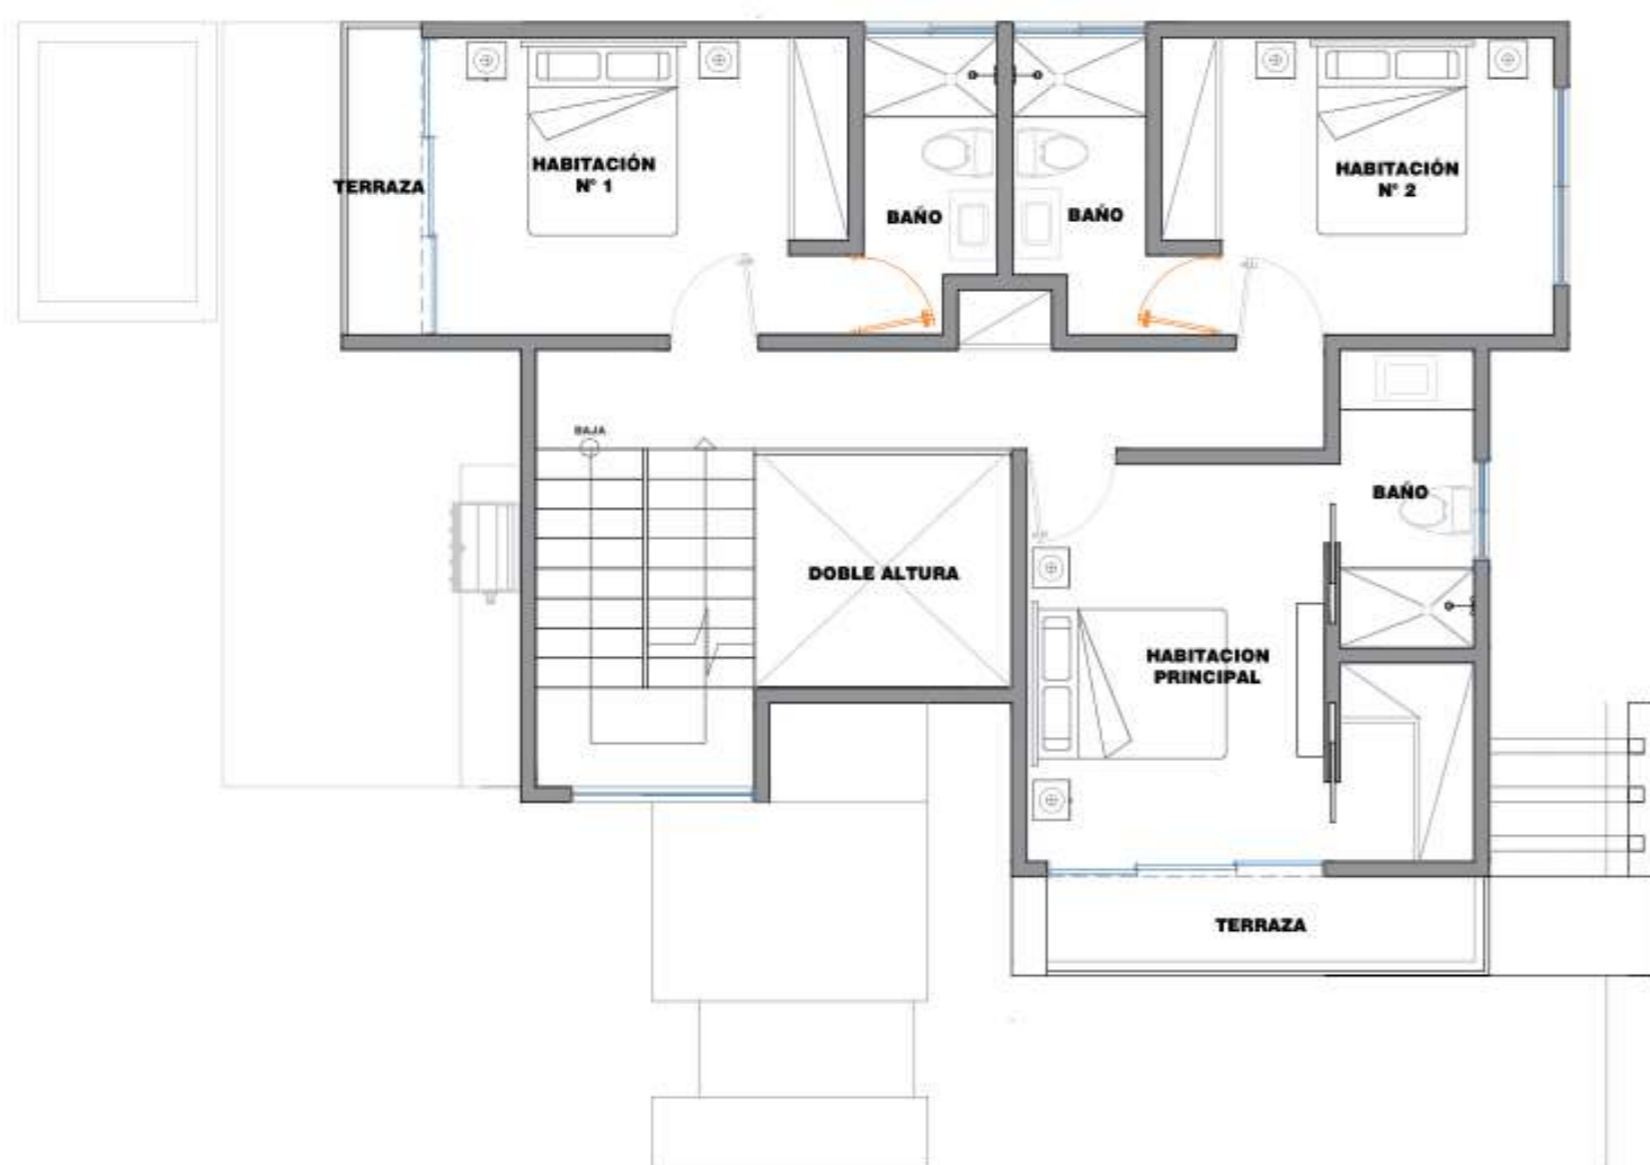 HABITACIÓN
N° 1
TERRAZA
BAÑO
BAÑO
HABITACIÓN
N° 2
BAJA
DOBLE ALTURA
BAÑO
HABITACION
PRINCIPAL
TERRAZA